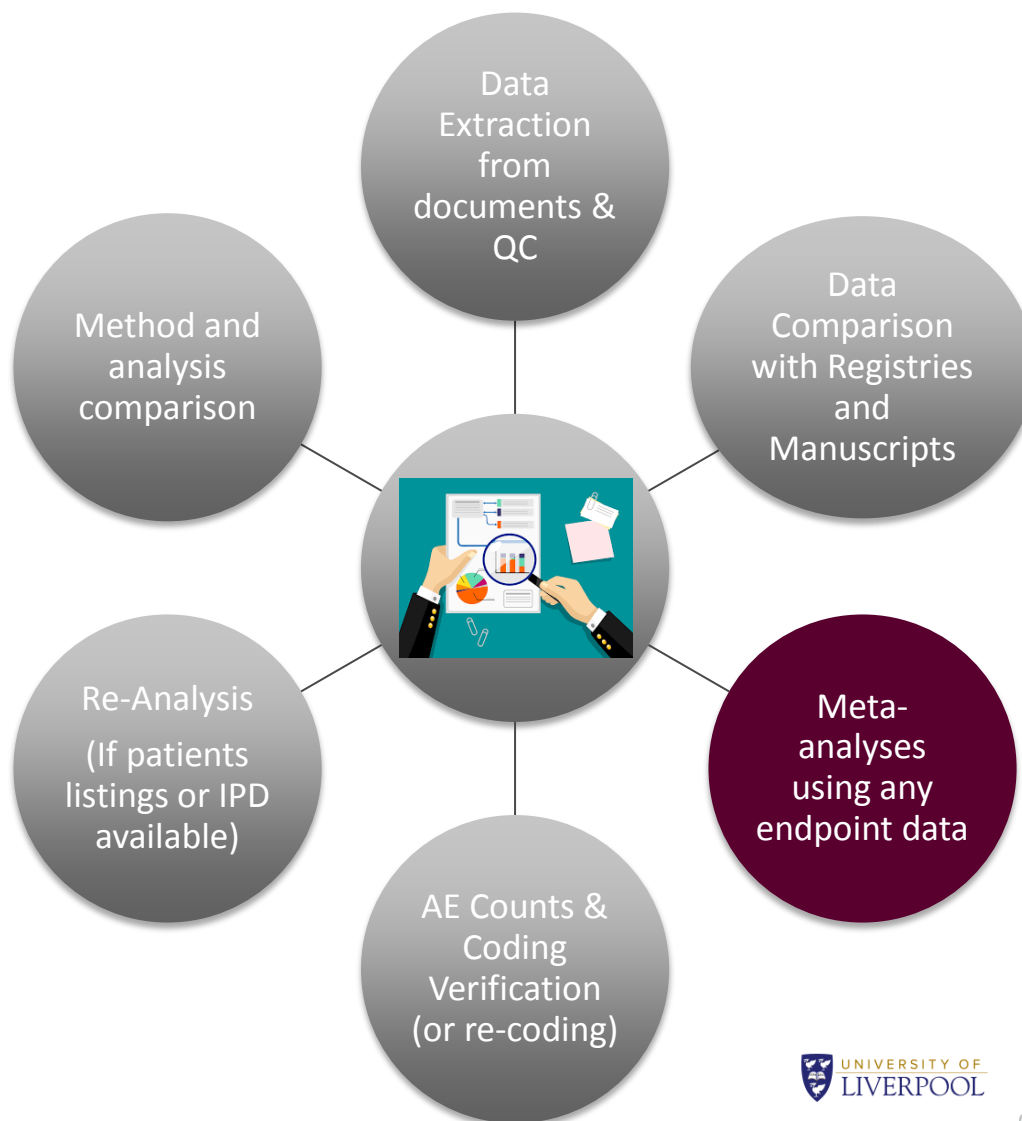 Data
Extraction
from
documents &
QC
Data
Comparison
with Registries
and
Manuscripts
Meta-
analyses
using any
endpoint data
AE Counts &
Coding
Verification
(or re-coding)
Re-Analysis
(If patients
listings or IPD
available)
Method and
analysis
comparison
UNIVERSITY OF
LIVERPOOL